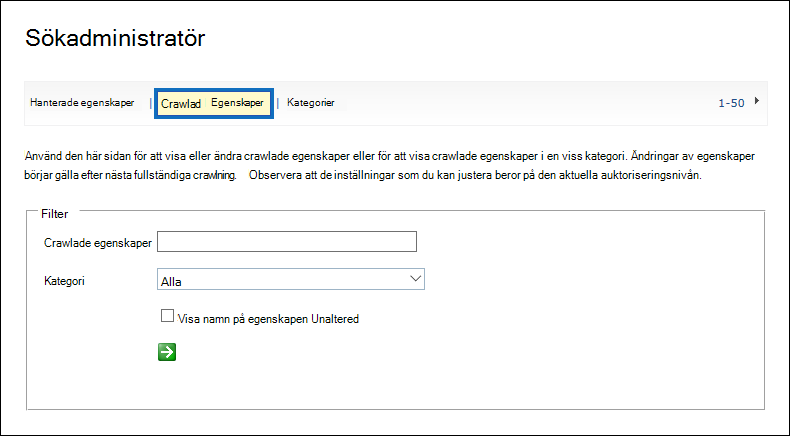 Sökadministratör
Hanterade egenskaper | Crawlad Egenskaper | Kategorier 1-50
Använd den här sidan för att visa eller ändra crawlade egenskaper eller för att visa crawlade egenskaper i en viss kategori. Ändringar av egenskaper
börjar gälla efter nästa fullständiga crawlning. Observera att de inställningar som du kan justera beror på den aktuella auktoriseringsnivån.
Filter
Crawlade egenskaper
Kategori Alla
Visa namn på egenskapen Unaltered